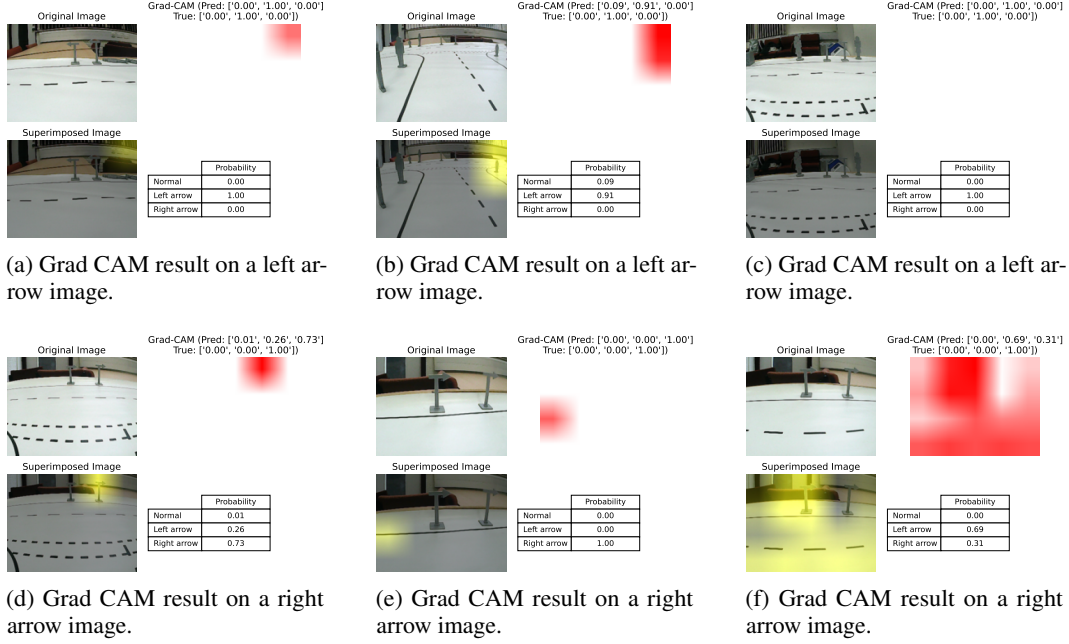 Grad-CAM (Pred: ['0.00', '1.00', '0.00']
True: ['0.00', '1.00', '0.00'])
Original Image
Superimposed Image
Probability
Normal 0.00
Left arrow 1.00
Right arrow 0.00
(a) Grad CAM result on a left ar-
row image.
Grad-CAM (Pred: ['0.09', '0.91', '0.00']
True: ['0.00', '1.00', '0.00'])
Original Image
Superimposed Image
Probability
Normal 0.09
Left arrow 0.91
Right arrow 0.00
(b) Grad CAM result on a left ar-
row image.
Grad-CAM (Pred: ['0.00', '1.00', '0.00']
True: ['0.00', '1.00', '0.00'])
Original Image
Superimposed Image
Probability
Normal 0.00
Left arrow 1.00
Right arrow 0.00
(c) Grad CAM result on a left ar-
row image.
Grad-CAM (Pred: ['0.01', '0.26', '0.73']
True: ['0.00', '0.00', '1.00'])
Original Image
Superimposed Image
Probability
Normal 0.01
Left arrow 0.26
Right arrow 0.73
(d) Grad CAM result on a right
arrow image.
Grad-CAM (Pred: ['0.00', '0.00', '1.00']
True: ['0.00', '0.00', '1.00'])
Original Image
Superimposed Image
Probability
Normal 0.00
Left arrow 0.00
Right arrow 1.00
(e) Grad CAM result on a right
arrow image.
Grad-CAM (Pred: ['0.00', '0.69', '0.31']
True: ['0.00', '0.00', '1.00'])
Original Image
Superimposed Image
Probability
Normal 0.00
Left arrow 0.69
Right arrow 0.31
(f) Grad CAM result on a right
arrow image.